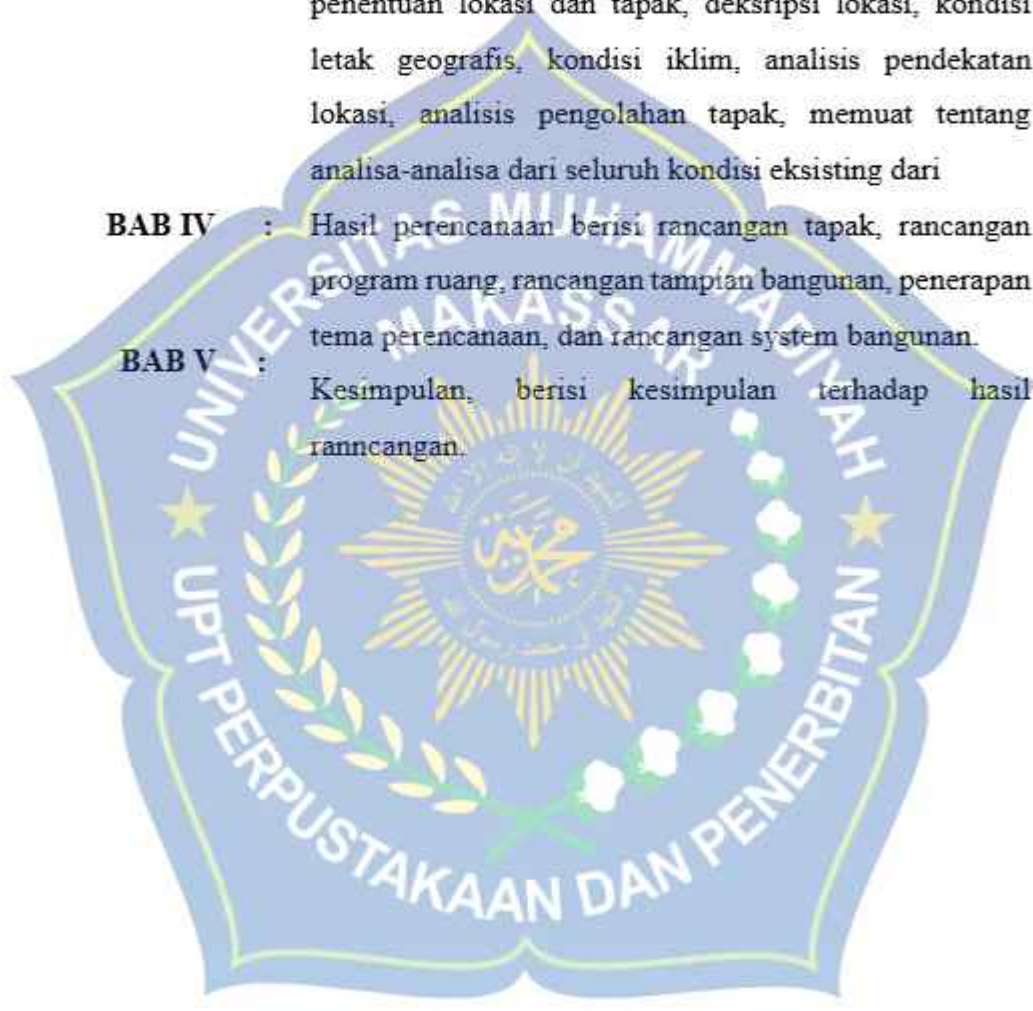 penentuan lokasi dan tapak, deksripsi lokasi, kondisi
letak geografis, kondisi iklim, analisis pendekatan
lokasi, analisis pengolahan tapak, memuat tentang
analisa-analisa dari seluruh kondisi eksisting dari
BAB IV : Hasil perencanaan berisi rancangan tapak, rancangan
program ruang, rancangan tampian bangunan, penerapan
tema perencanaan, dan rancangan system bangunan.
BAB V :
Kesimpulan, berisi kesimpulan terhadap hasil
ranncangan.
UNIVERSITAS MUHAMMADIYAH
MAKASSAR
محمد
UPT PERPUSTAKAAN DAN PENERBITAN